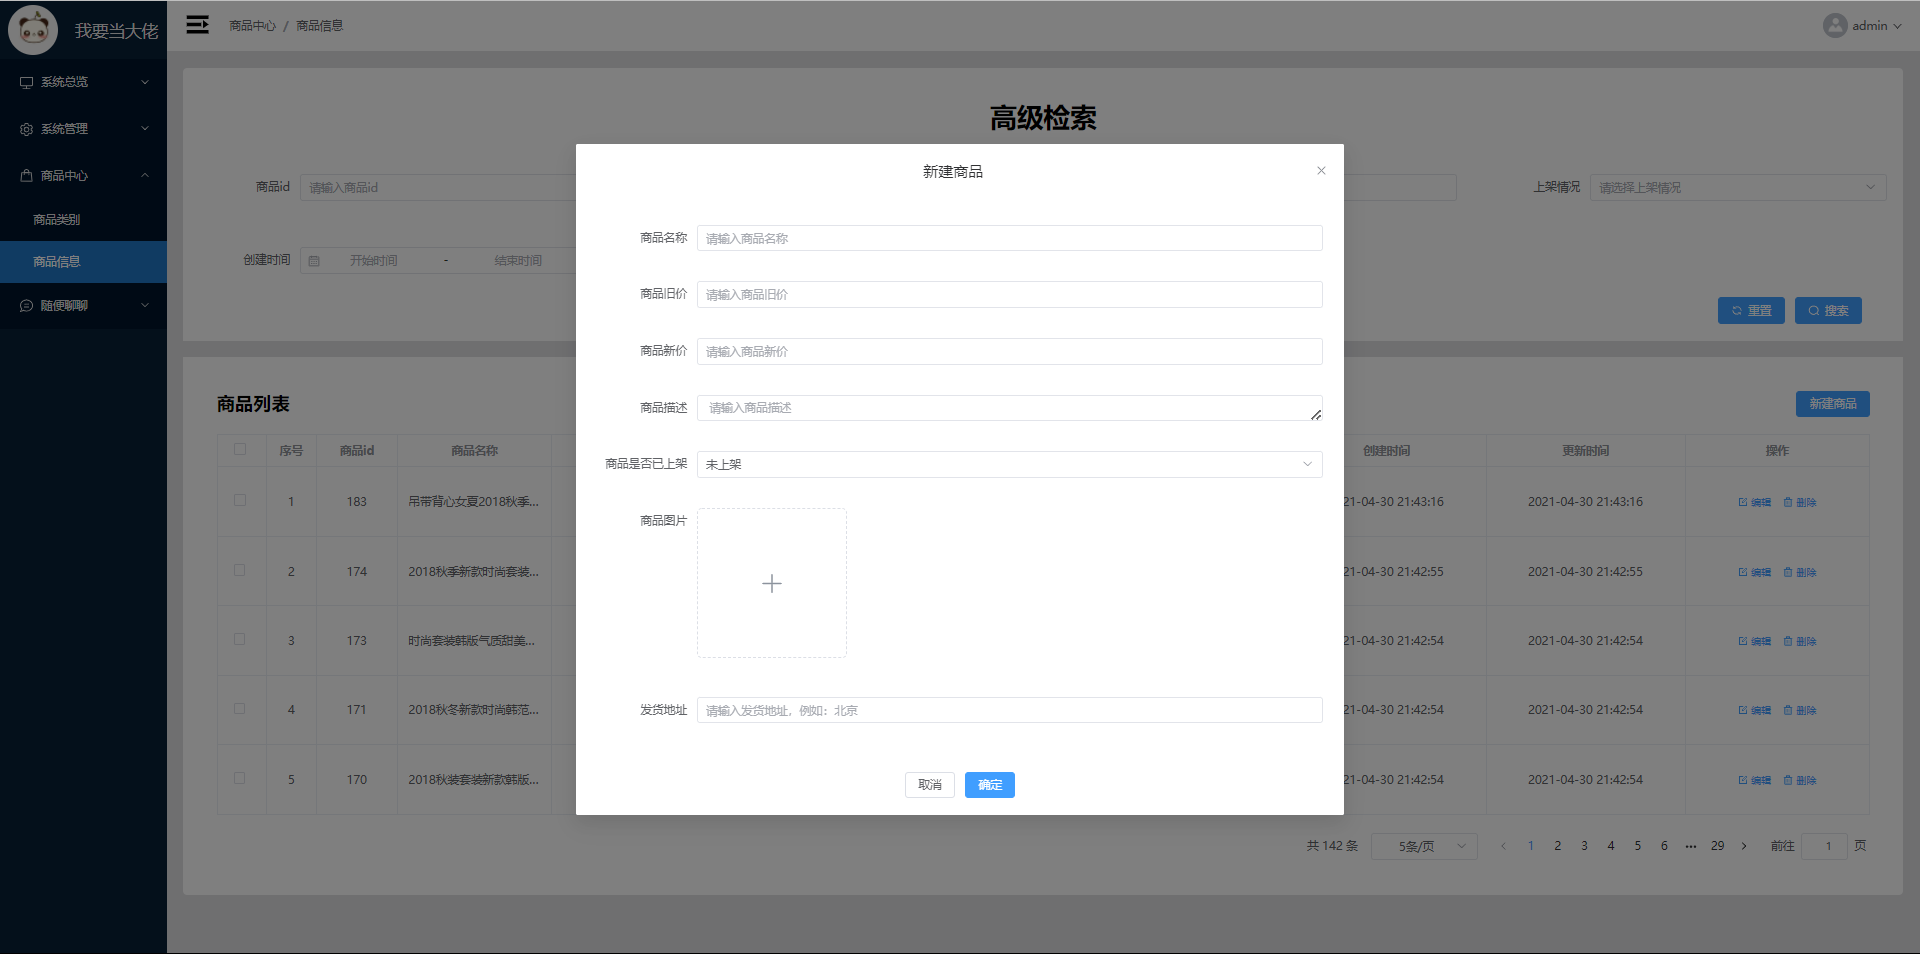 我要当大佬
商品中心 / 商品信息
admin
系统总览
系统管理
商品中心
商品类别
商品信息
随便聊聊
高级检索
商品id 请输入商品id
上架情况 请选择上架情况
创建时间 开始时间 - 结束时间
重置 搜索
新建商品
商品名称 请输入商品名称
商品旧价 请输入商品旧价
商品新价 请输入商品新价
商品描述 请输入商品描述
商品是否已上架 未上架
商品图片
发货地址 请输入发货地址，例如：北京
取消 确定
商品列表
新建商品
序号 商品id 商品名称 创建时间 更新时间 操作
1 183 吊带背心女夏2018秋季... 21-04-30 21:43:16 2021-04-30 21:43:16 编辑 删除
2 174 2018秋季新款时尚套装... 21-04-30 21:42:55 2021-04-30 21:42:55 编辑 删除
3 173 时尚套装韩版气质甜美... 21-04-30 21:42:54 2021-04-30 21:42:54 编辑 删除
4 171 2018秋冬新款时尚韩范... 21-04-30 21:42:54 2021-04-30 21:42:54 编辑 删除
5 170 2018秋装套装新款韩版... 21-04-30 21:42:54 2021-04-30 21:42:54 编辑 删除
共 142 条 5条/页 1 2 3 4 5 6 ••• 29 前往 1 页